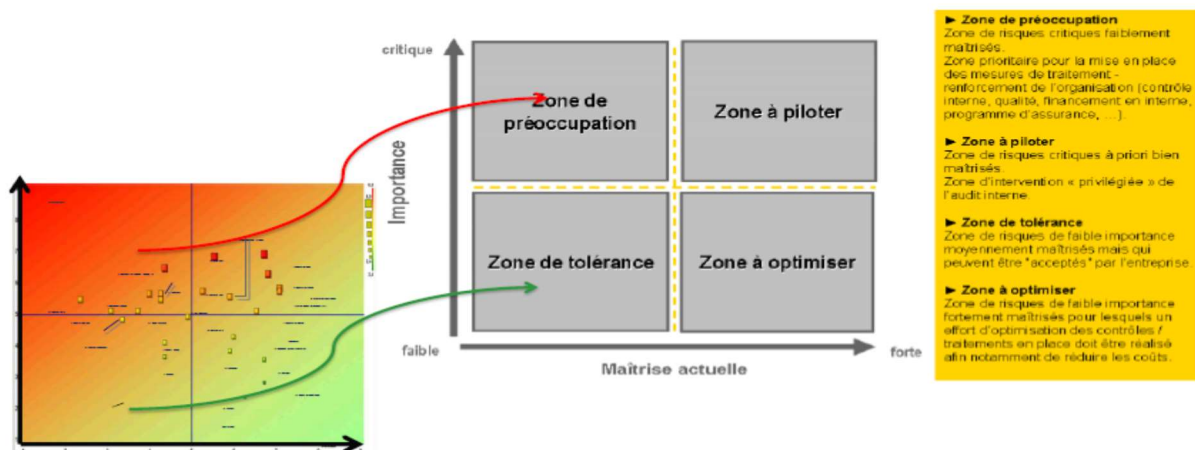 critique
Importance
faible
Zone de
préoccupation
Zone à piloter
Zone de tolérance
Zone à optimiser
Maîtrise actuelle
forte
► Zone de préoccupation
Zone de risques critiques faiblement
maîtrisés.
Zone prioritaire pour la mise en place
des mesures de traitement -
renforcement de l'organisation (contrôle
interne, qualité, financement en interne,
programme d'assurance, ...).
► Zone à piloter
Zone de risques critiques à priori bien
maîtrisés.
Zone d'intervention « privilégiée » de
l'audit interne.
► Zone de tolérance
Zone de risques de faible importance
moyennement maîtrisés mais qui
peuvent être "acceptés" par l'entreprise.
► Zone à optimiser
Zone de risques de faible importance
fortement maîtrisés pour lesquels un
effort d'optimisation des contrôles /
traitements en place doit être réalisé
afin notamment de réduire les coûts.